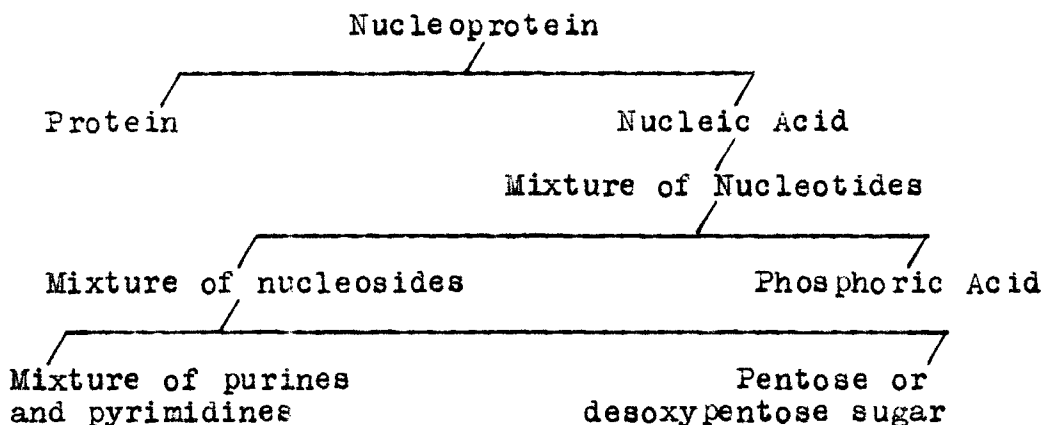 Nucleoprotein
Protein
Nucleic Acid
Mixture of Nucleotides
Mixture of nucleosides
Phosphoric Acid
Mixture of purines
and pyrimidines
Pentose or
desoxypentose sugar